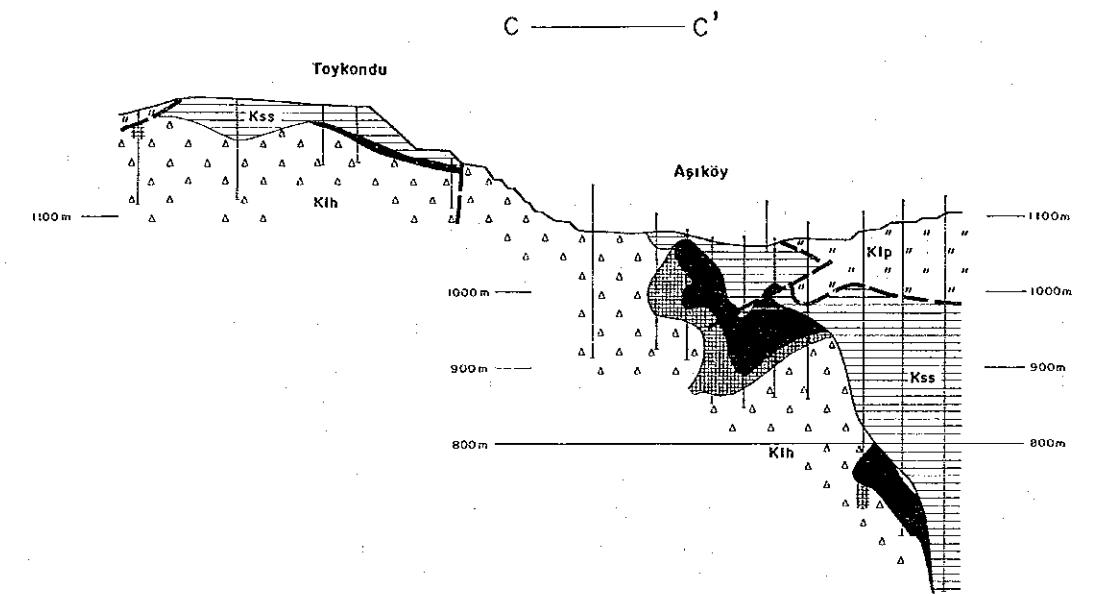 C C'
Toykondu
Kss
Aşıköy
Klh
1100m 1100m
Klp
1000m 1000m
900m 900m
Kss
800m 800m
Klh